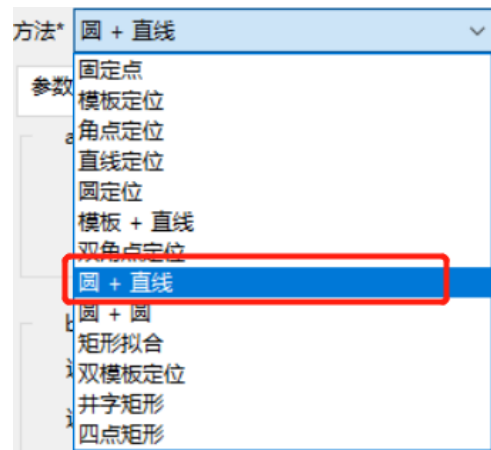 方法* 圆 + 直线
参数
固定点
模板定位
角点定位
直线定位
圆定位
模板 + 直线
双角点定位
圆 + 直线
圆 + 圆
矩形拟合
双模板定位
井字矩形
四点矩形